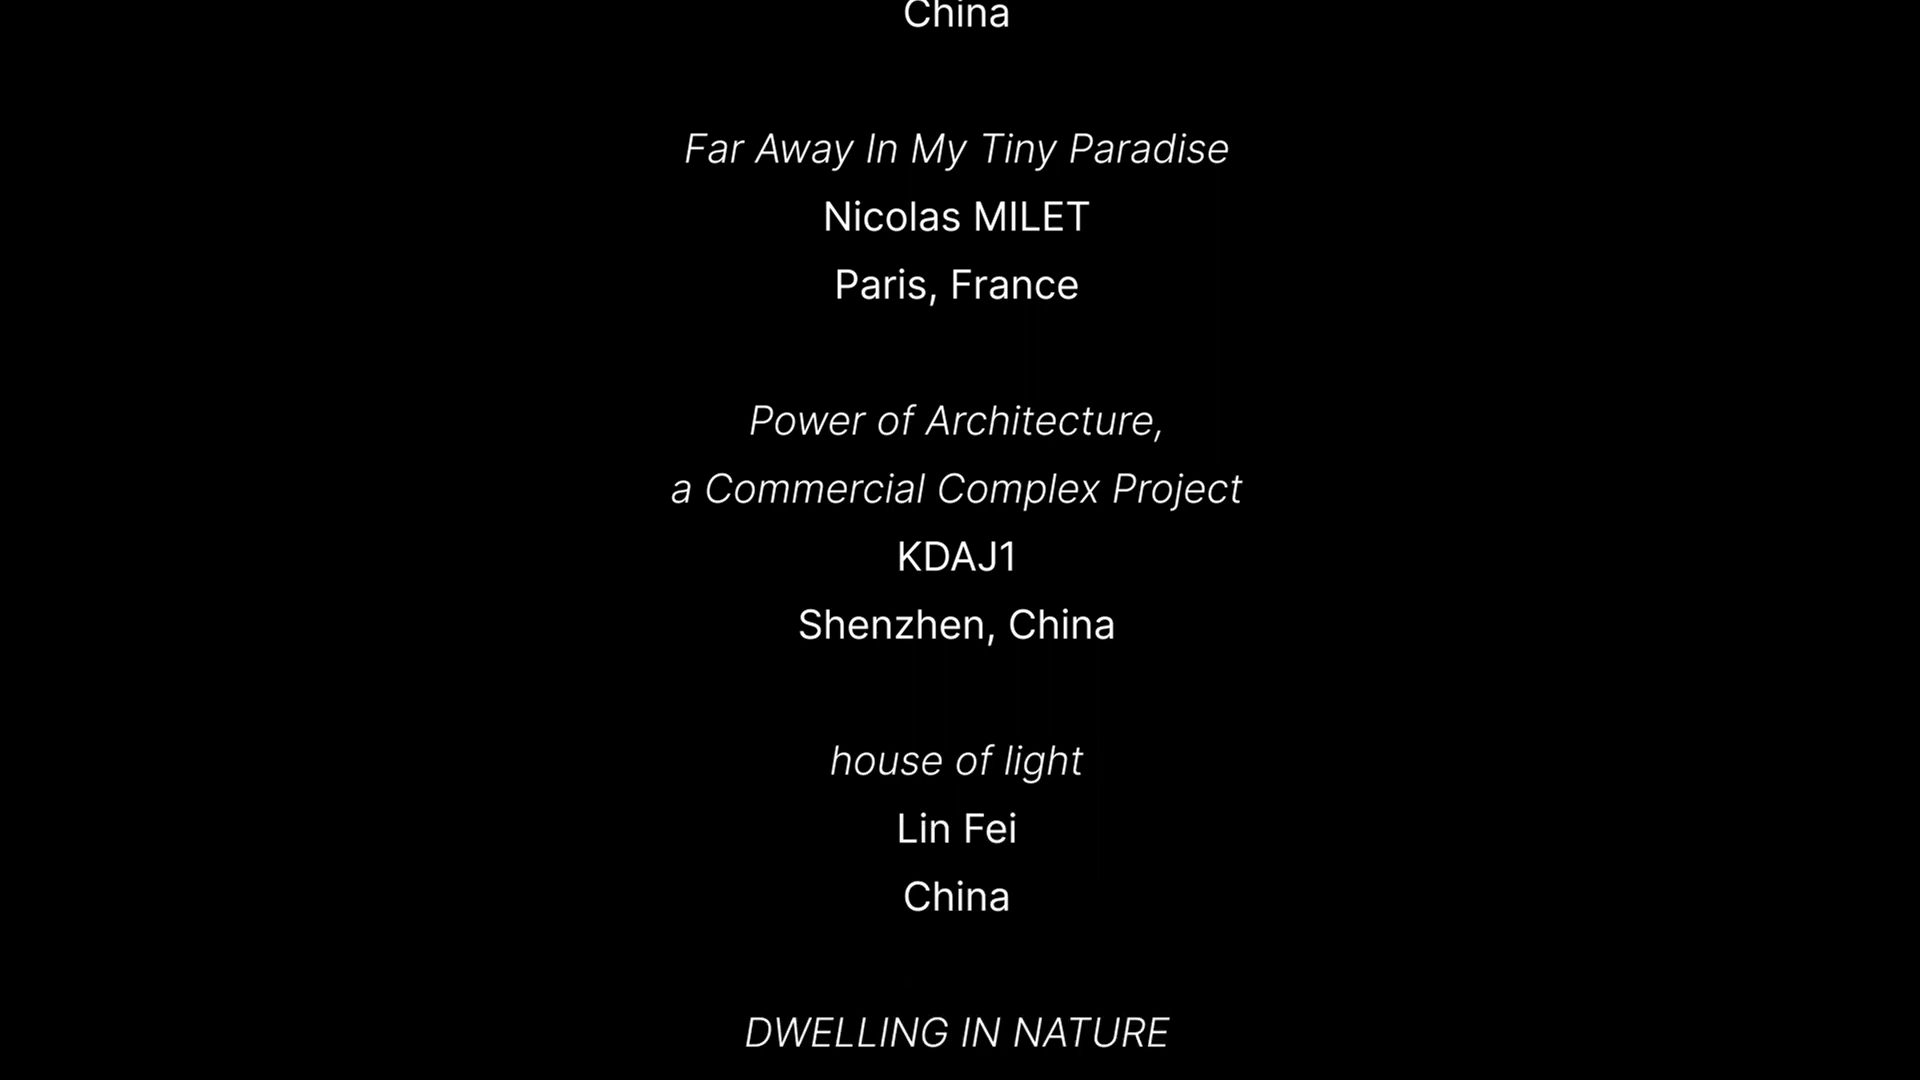 China
Far Away In My Tiny Paradise
Nicolas MILET
Paris, France
Power of Architecture,
a Commercial Complex Project
KDAJ1
Shenzhen, China
house of light
Lin Fei
China
DWELLING IN NATURE